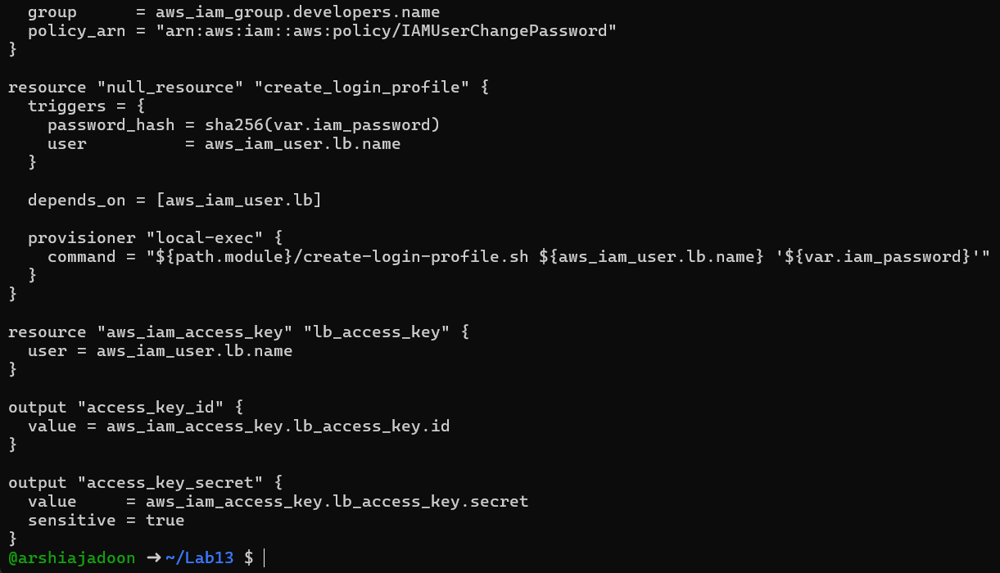 group      = aws_iam_group.developers.name
  policy_arn = "arn:aws:iam::aws:policy/IAMUserChangePassword"
}

resource "null_resource" "create_login_profile" {
  triggers = {
    password_hash = sha256(var.iam_password)
    user          = aws_iam_user.lb.name
  }

  depends_on = [aws_iam_user.lb]

  provisioner "local-exec" {
    command = "${path.module}/create-login-profile.sh ${aws_iam_user.lb.name} '${var.iam_password}'"
  }
}

resource "aws_iam_access_key" "lb_access_key" {
  user = aws_iam_user.lb.name
}

output "access_key_id" {
  value = aws_iam_access_key.lb_access_key.id
}

output "access_key_secret" {
  value     = aws_iam_access_key.lb_access_key.secret
  sensitive = true
}
@arshiajadoon ➜ ~/Lab13 $